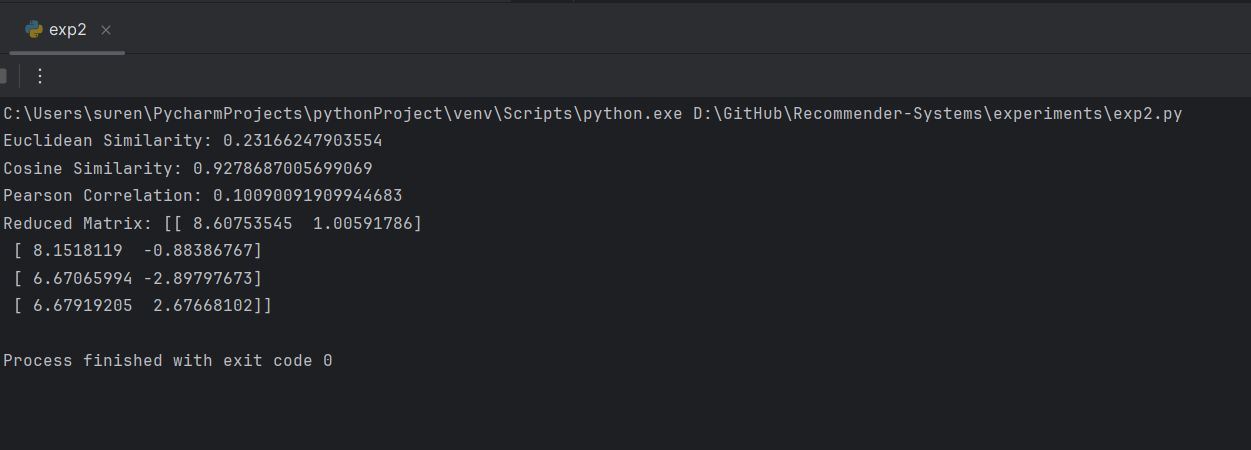 exp2
C:\Users\suren\PycharmProjects\pythonProject\venv\Scripts\python.exe D:\GitHub\Recommender-Systems\experiments\exp2.py
Euclidean Similarity: 0.23166247903554
Cosine Similarity: 0.9278687005699069
Pearson Correlation: 0.10090091909944683
Reduced Matrix: [[ 8.60753545  1.00591786]
 [ 8.1518119  -0.88386767]
 [ 6.67065994 -2.89797673]
 [ 6.67919205  2.67668102]]
Process finished with exit code 0